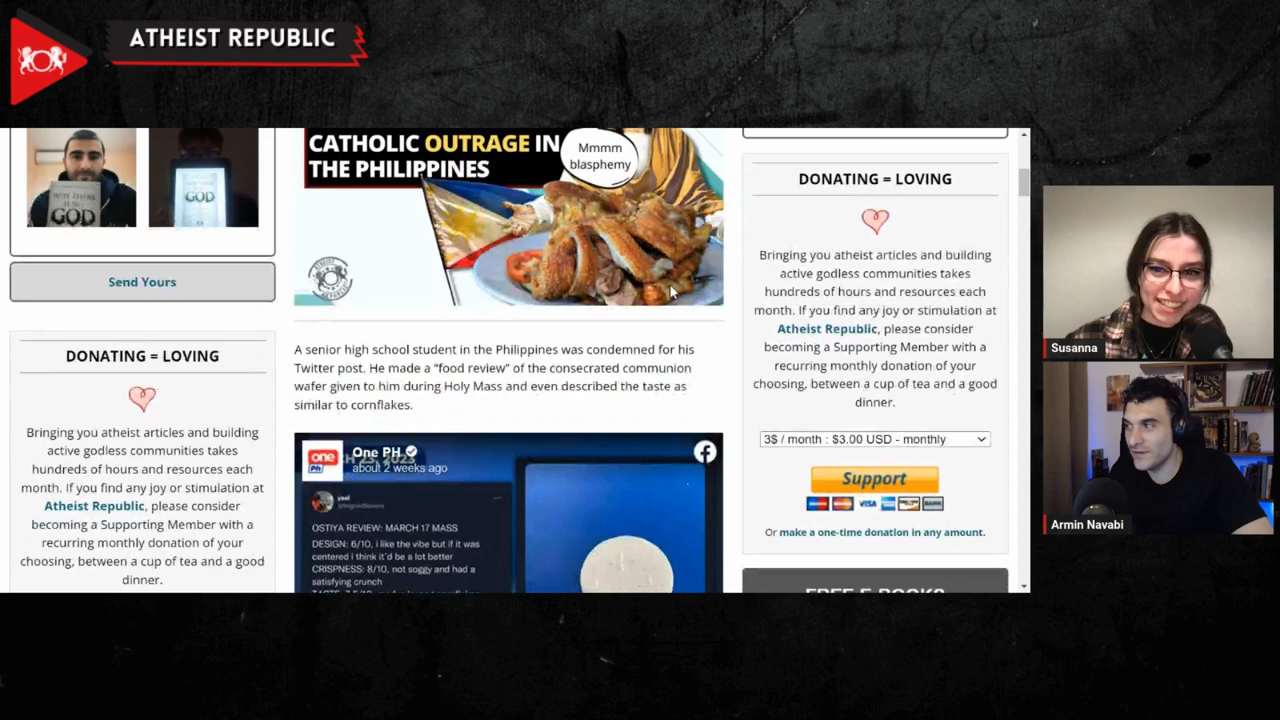 ATHEIST REPUBLIC
GOD
GOD
Send Yours
DONATING = LOVING
Bringing you atheist articles and building
active godless communities takes
hundreds of hours and resources each
month. If you find any joy or stimulation at
Atheist Republic, please consider
becoming a Supporting Member with a
recurring monthly donation of your
choosing, between a cup of tea and a good
dinner.
CATHOLIC OUTRAGE IN
THE PHILIPPINES
Mmmm
blasphemy
A senior high school student in the Philippines was condemned for his
Twitter post. He made a “food review” of the consecrated communion
wafer given to him during Holy Mass and even described the taste as
similar to cornflakes.
one
Ph
One PH
about 2 weeks ago
yael
OSTIYA REVIEW: MARCH 17 MASS
DESIGN: 6/10, i like the vibe but if it was
centered i think it'd be a lot better
CRISPNESS: 8/10, not soggy and had a
satisfying crunch
DONATING = LOVING
Bringing you atheist articles and building
active godless communities takes
hundreds of hours and resources each
month. If you find any joy or stimulation at
Atheist Republic, please consider
becoming a Supporting Member with a
recurring monthly donation of your
choosing, between a cup of tea and a good
dinner.
3$ / month : $3.00 USD - monthly
Support
VISA
Or make a one-time donation in any amount.
FREE E-BOOKS
Susanna
Armin Navabi